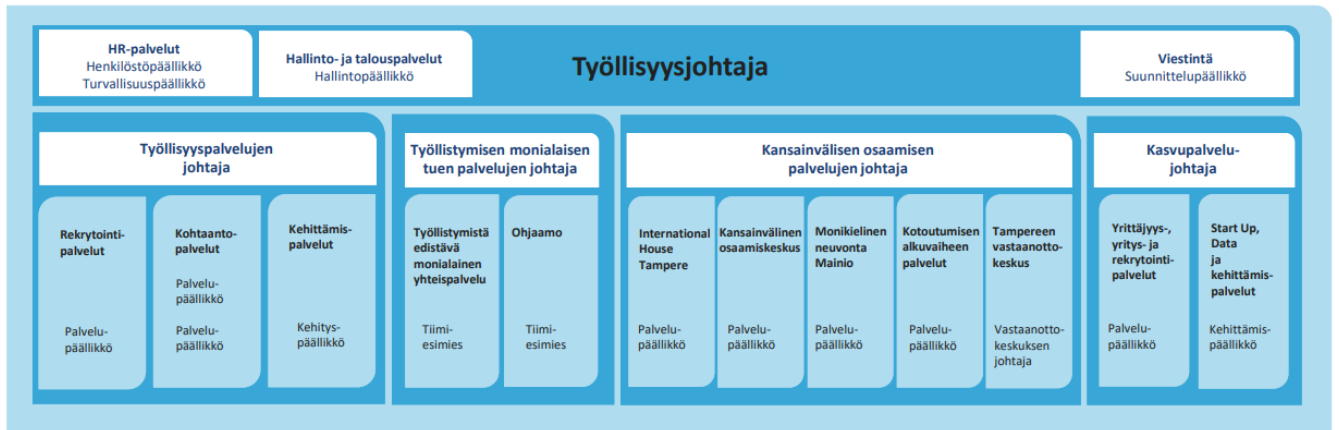 HR-palvelut
Henkilöstöpäällikkö
Turvallisuuspäällikkö
Hallinto- ja talouspalvelut
Hallintopäällikkö
Työllisyysjohtaja
Viestintä
Suunnittelupäällikkö
Työllisyyspalvelujen
johtaja
Rekrytointi-
palvelut
Palvelu-
päällikkö
Kohtaanto-
palvelut
Palvelu-
päällikkö
Palvelu-
päällikkö
Kehittämis-
palvelut
Kehitys-
päällikkö
Työllistymisen monialaisen
tuen palvelujen johtaja
Työllistymistä
edistävä
monialainen
yhteispalvelu
Tiimi-
esimies
Ohjaamo
Tiimi-
esimies
Kansainvälisen osaamisen
palvelujen johtaja
International
House
Tampere
Palvelu-
päällikkö
Kansainvälinen
osaamiskeskus
Palvelu-
päällikkö
Monikielinen
neuvonta
Mainio
Palvelu-
päällikkö
Kotoutumisen
alkuvaiheen
palvelut
Palvelu-
päällikkö
Tampereen
vastaanotto-
keskus
Vastaanotto-
keskuksen
johtaja
Kasvupalvelu-
johtaja
Yrittäjyys-,
yritys- ja
rekrytointi-
palvelut
Palvelu-
päällikkö
Start Up,
Data
ja
kehittämis-
palvelut
Kehittämis-
päällikkö